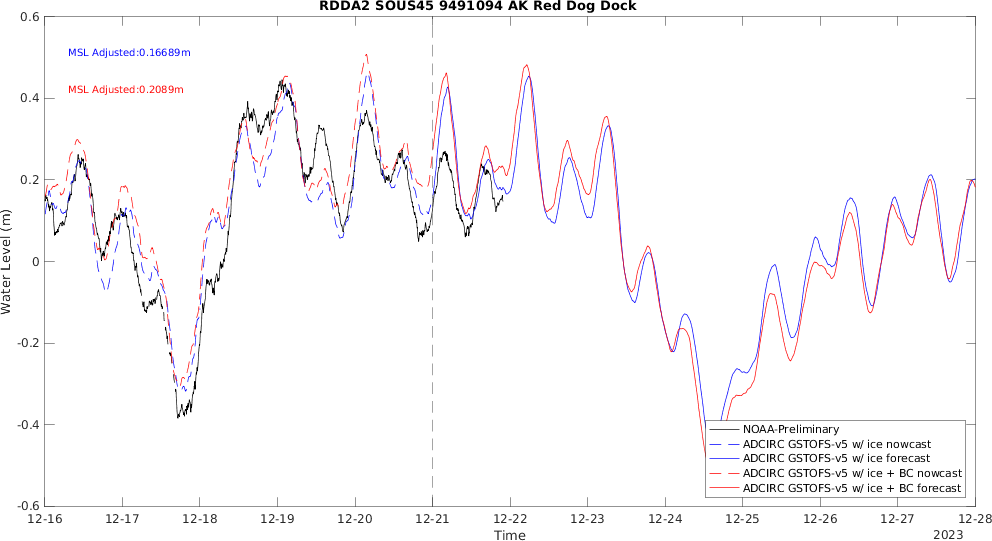 RDDA2 SOUS45 9491094 AK Red Dog Dock
0.6
MSL Adjusted:0.16689m
0.4
MSL Adjusted:0.2089m
0.2
Water Level (m)
0
-0.2
-0.4
NOAA-Preliminary
ADCIRC GSTOFS-v5 w/ ice nowcast
ADCIRC GSTOFS-v5 w/ ice forecast
ADCIRC GSTOFS-v5 w/ ice + BC nowcast
ADCIRC GSTOFS-v5 w/ ice + BC forecast
-0.6
12-16 12-17 12-18 12-19 12-20 12-21 12-22 12-23 12-24 12-25 12-26 12-27 12-28
Time
2023